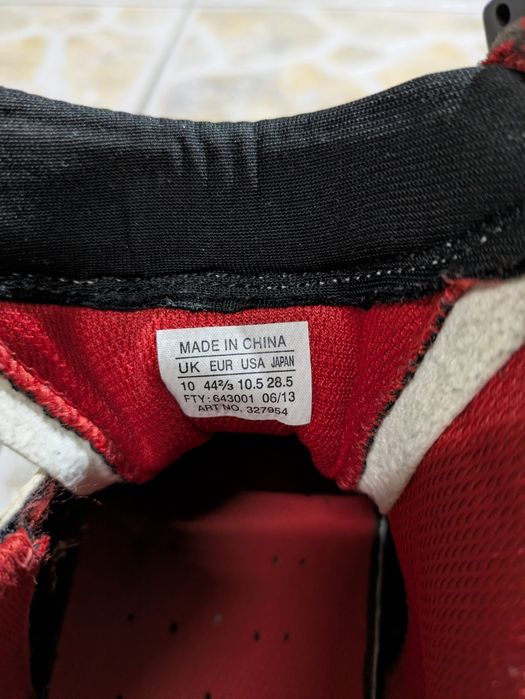 MADE IN CHINA
UK EUR USA JAPAN
10 44⅔ 10.5 28.5
FTY: 643001 06/13
ART NO. 327954